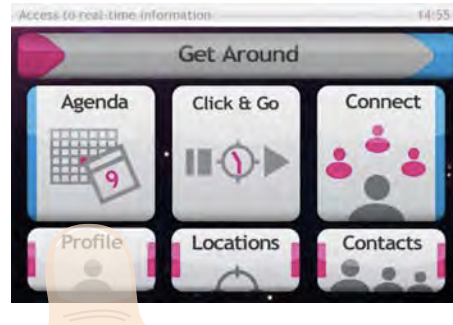 Access to real-time information 14:55
Get Around
Agenda Click & Go Connect
9
Profile Locations Contacts